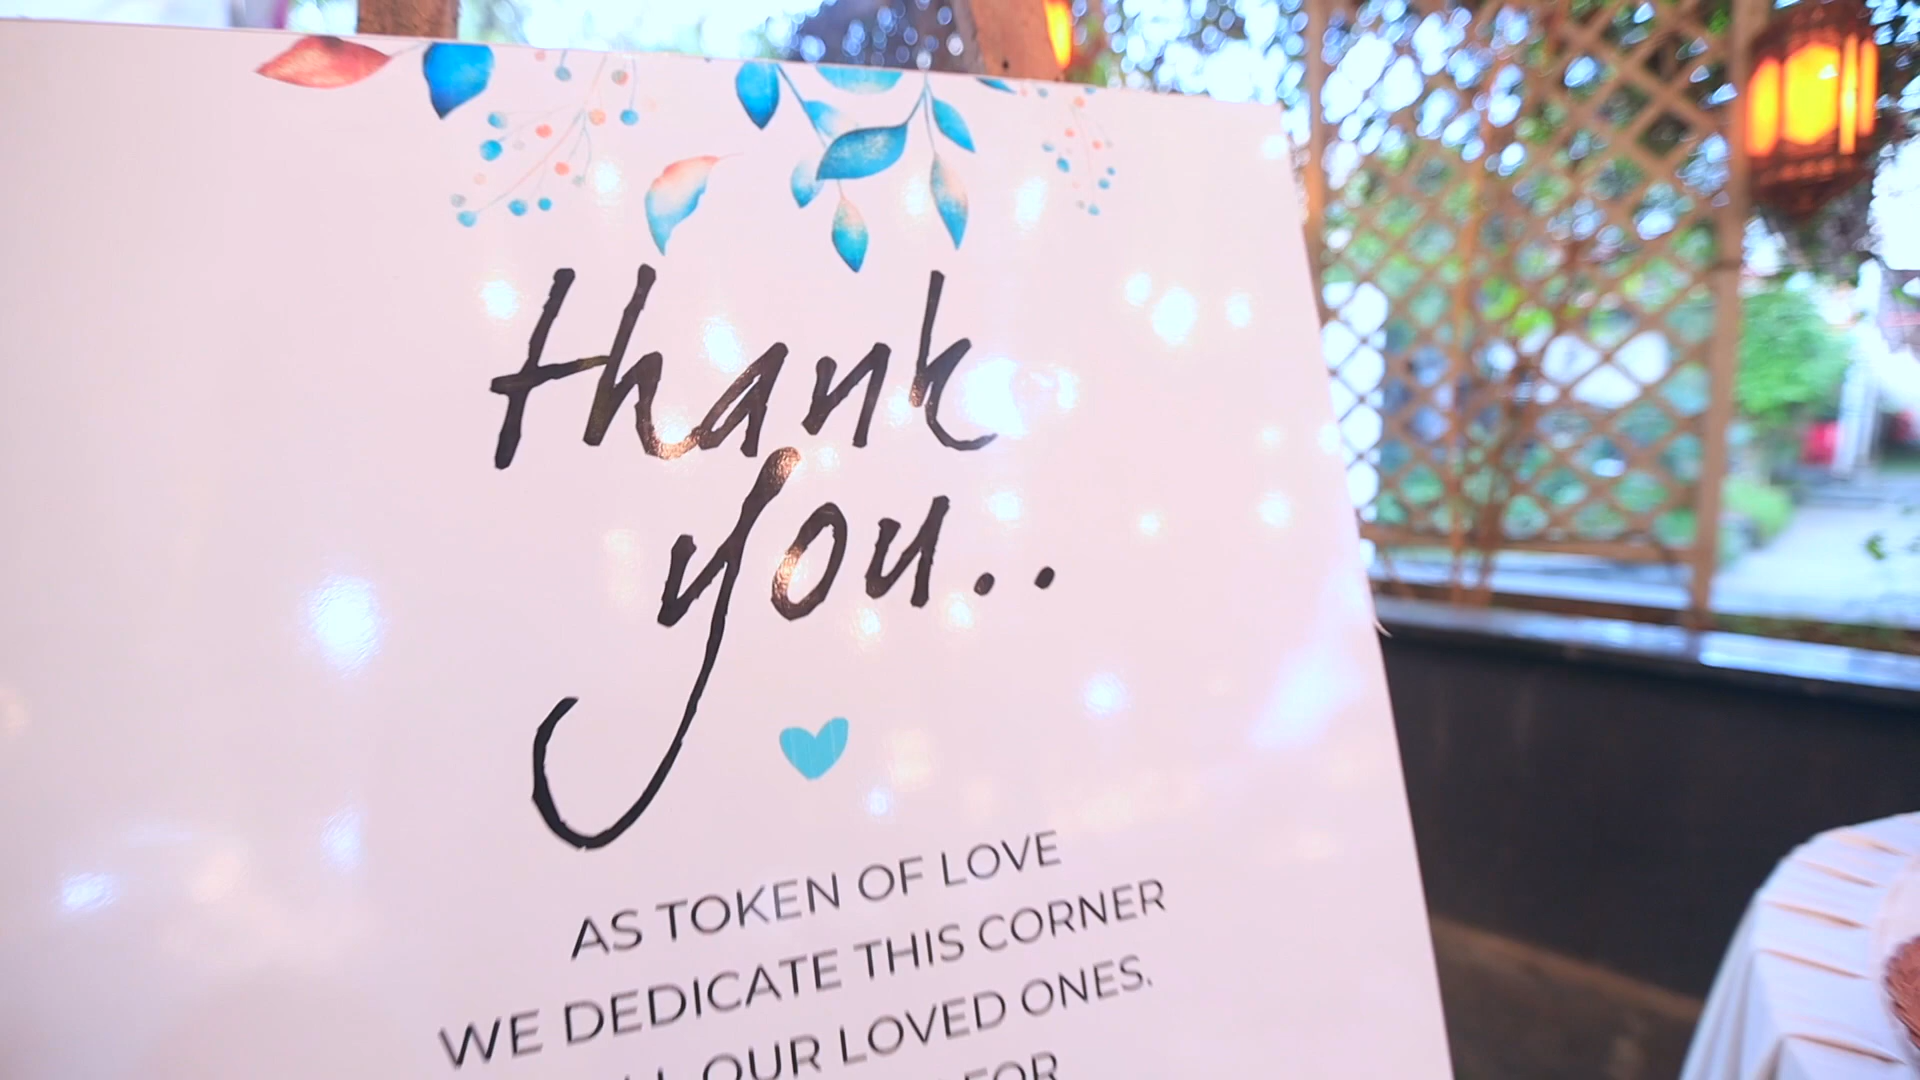 thank
you..
AS TOKEN OF LOVE
WE DEDICATE THIS CORNER
OUR LOVED ONES.
FOR